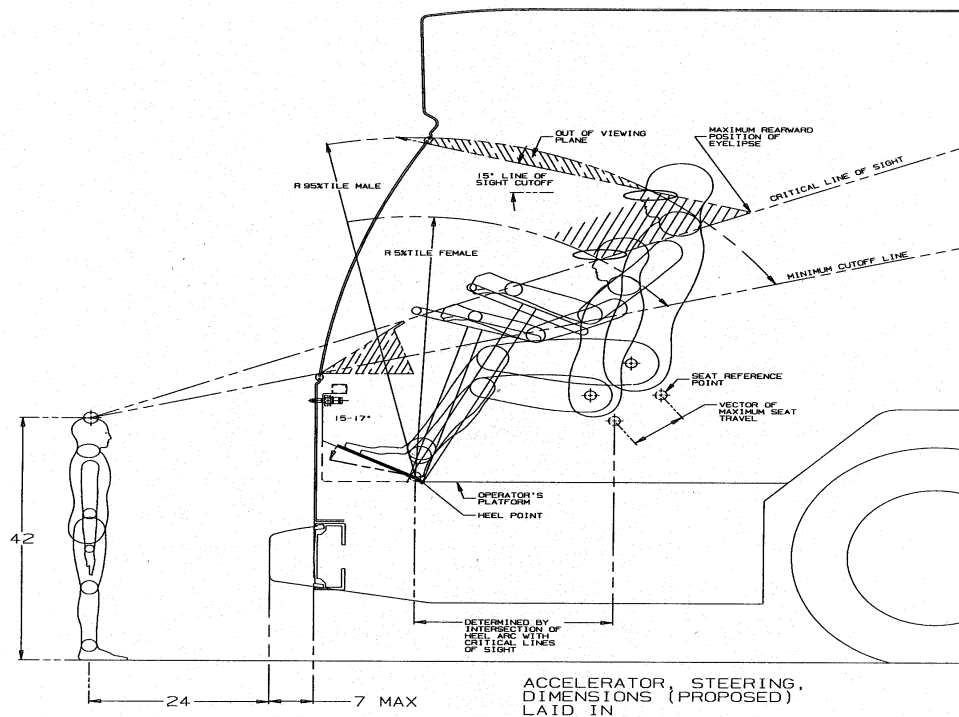 OUT OF VIEWING
PLANE
MAXIMUM REARWARD
POSITION OF
EYELIPSE
15° LINE OF
SIGHT CUTOFF
R 95%TILE MALE
CRITICAL LINE OF SIGHT
R 5%TILE FEMALE
MINIMUM CUTOFF LINE
SEAT REFERENCE
POINT
VECTOR OF
MAXIMUM SEAT
TRAVEL
15-17°
OPERATOR'S
PLATFORM
HEEL POINT
42
DETERMINED BY
INTERSECTION OF
HEEL ARC WITH
CRITICAL LINES
OF SIGHT
24
7 MAX
ACCELERATOR, STEERING,
DIMENSIONS (PROPOSED)
LAID IN